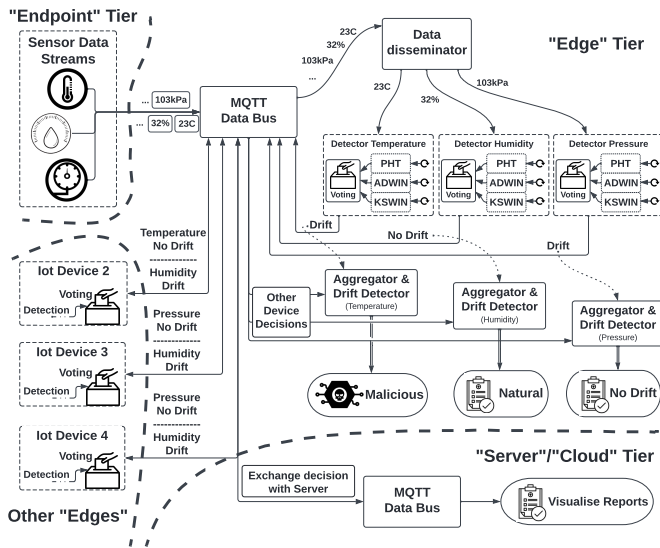 "Endpoint" Tier
Sensor Data
Streams
... 103kPa
... 32% 23C
MQTT
Data Bus
23C
32%
103kPa
...
Data
disseminator
"Edge" Tier
23C
32%
103kPa
Detector Temperature
Voting
PHT
ADWIN
KSWIN
Detector Humidity
Voting
PHT
ADWIN
KSWIN
Detector Pressure
Voting
PHT
ADWIN
KSWIN
Drift
No Drift
Drift
Temperature
No Drift
----------
Humidity
Drift
Pressure
No Drift
----------
Humidity
Drift
Pressure
No Drift
----------
Humidity
Drift
Iot Device 2
Voting
Detection
Iot Device 3
Voting
Detection
Iot Device 4
Voting
Detection
Other "Edges"
Other
Device
Decisions
Aggregator &
Drift Detector
(Temperature)
Aggregator &
Drift Detector
(Humidity)
Aggregator &
Drift Detector
(Pressure)
Malicious
Natural
No Drift
"Server"/"Cloud" Tier
Exchange decision
with Server
MQTT
Data Bus
Visualise Reports